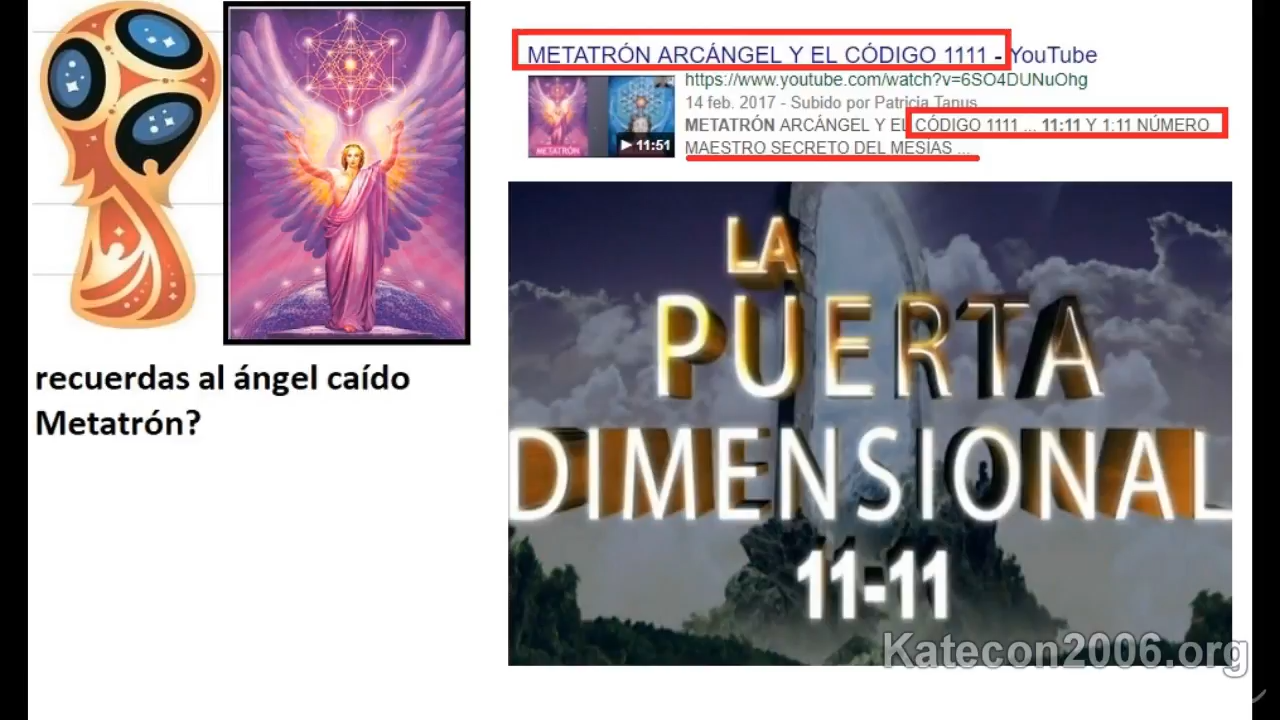 METATRÓN ARCÁNGEL Y EL CÓDIGO 1111 - YouTube
https://www.youtube.com/watch?v=6SO4DUNuOhg
14 feb. 2017 - Subido por Patricia Tanus
METATRÓN ARCÁNGEL Y EL CÓDIGO 1111 ... 11:11 Y 1:11 NÚMERO
MAESTRO SECRETO DEL MESIAS ...
METATRÓN
11:51
recuerdas al ángel caído
Metatrón?
LA
PUERTA
DIMENSIONAL
11-11
Katecon2006.org